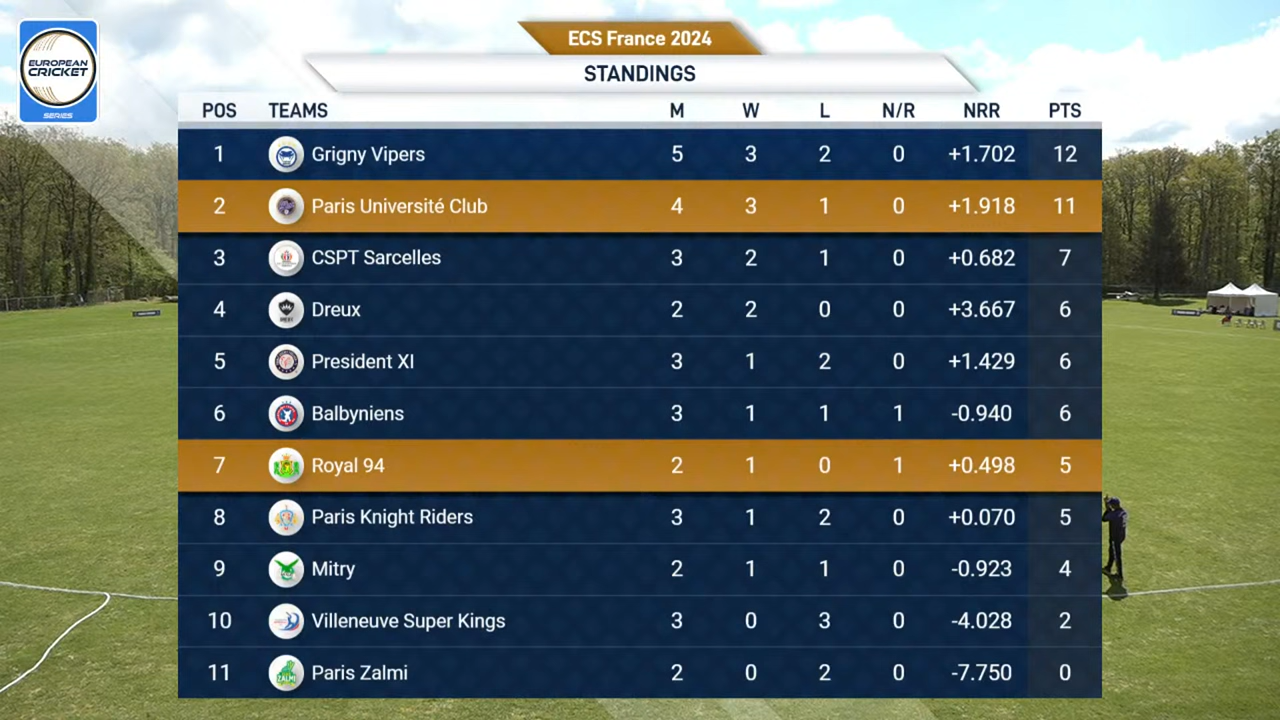 EUROPEAN
CRICKET
SERIES
ECS France 2024
STANDINGS
POS TEAMS M W L N/R NRR PTS
1 Grigny Vipers 5 3 2 0 +1.702 12
2 Paris Université Club 4 3 1 0 +1.918 11
3 CSPT Sarcelles 3 2 1 0 +0.682 7
4 Dreux 2 2 0 0 +3.667 6
5 President XI 3 1 2 0 +1.429 6
6 Balbyniens 3 1 1 1 -0.940 6
7 Royal 94 2 1 0 1 +0.498 5
8 Paris Knight Riders 3 1 2 0 +0.070 5
9 Mitry 2 1 1 0 -0.923 4
10 Villeneuve Super Kings 3 0 3 0 -4.028 2
11 Paris Zalmi 2 0 2 0 -7.750 0
ZALMI